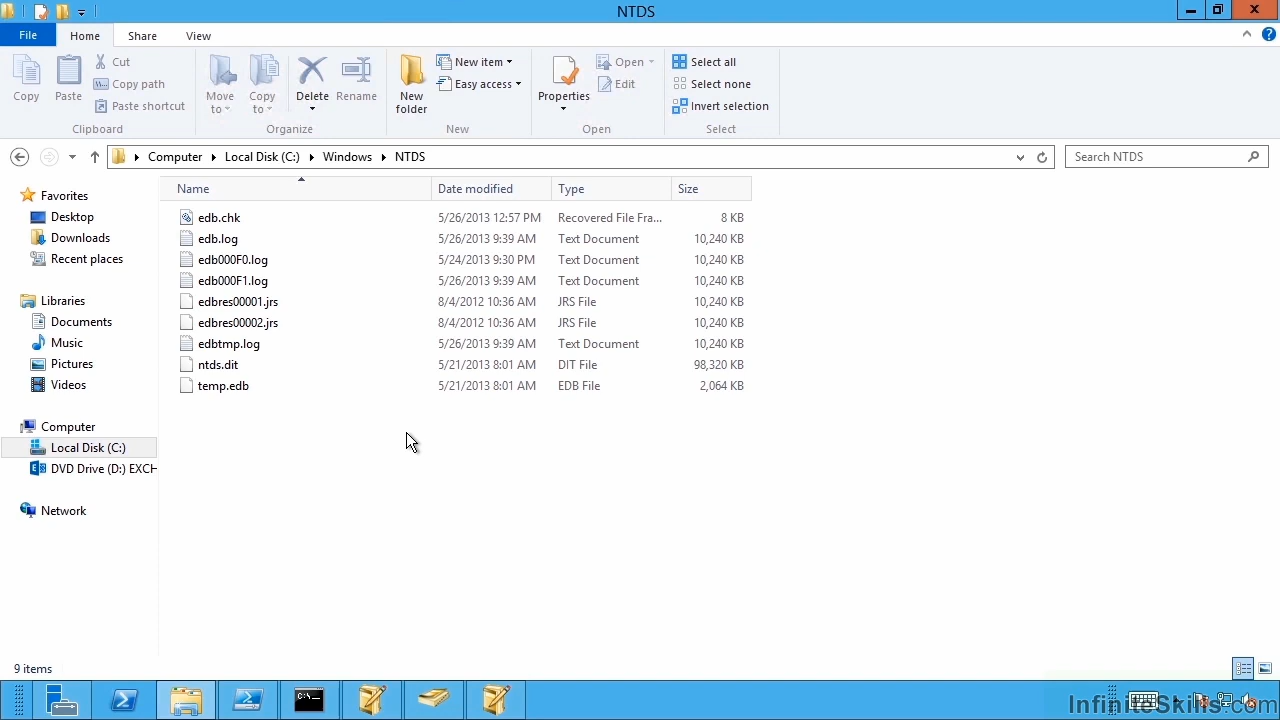 NTDS
File Home Share View
Copy
Paste
Cut
Copy path
Paste shortcut
Clipboard
Move to
Copy to
Delete
Rename
Organize
New folder
New item
Easy access
New
Properties
Open
Edit
Open
Select all
Select none
Invert selection
Select
Computer Local Disk (C:) Windows NTDS
Search NTDS
Favorites
Desktop
Downloads
Recent places
Libraries
Documents
Music
Pictures
Videos
Computer
Local Disk (C:)
DVD Drive (D:) EXCH
Network
Name Date modified Type Size
edb.chk 5/26/2013 12:57 PM Recovered File Fra... 8 KB
edb.log 5/26/2013 9:39 AM Text Document 10,240 KB
edb000F0.log 5/24/2013 9:30 PM Text Document 10,240 KB
edb000F1.log 5/26/2013 9:39 AM Text Document 10,240 KB
edbres00001.jrs 8/4/2012 10:36 AM JRS File 10,240 KB
edbres00002.jrs 8/4/2012 10:36 AM JRS File 10,240 KB
edbtmp.log 5/26/2013 9:39 AM Text Document 10,240 KB
ntds.dit 5/21/2013 8:01 AM DIT File 98,320 KB
temp.edb 5/21/2013 8:01 AM EDB File 2,064 KB
9 items
InfiniteSkills.com